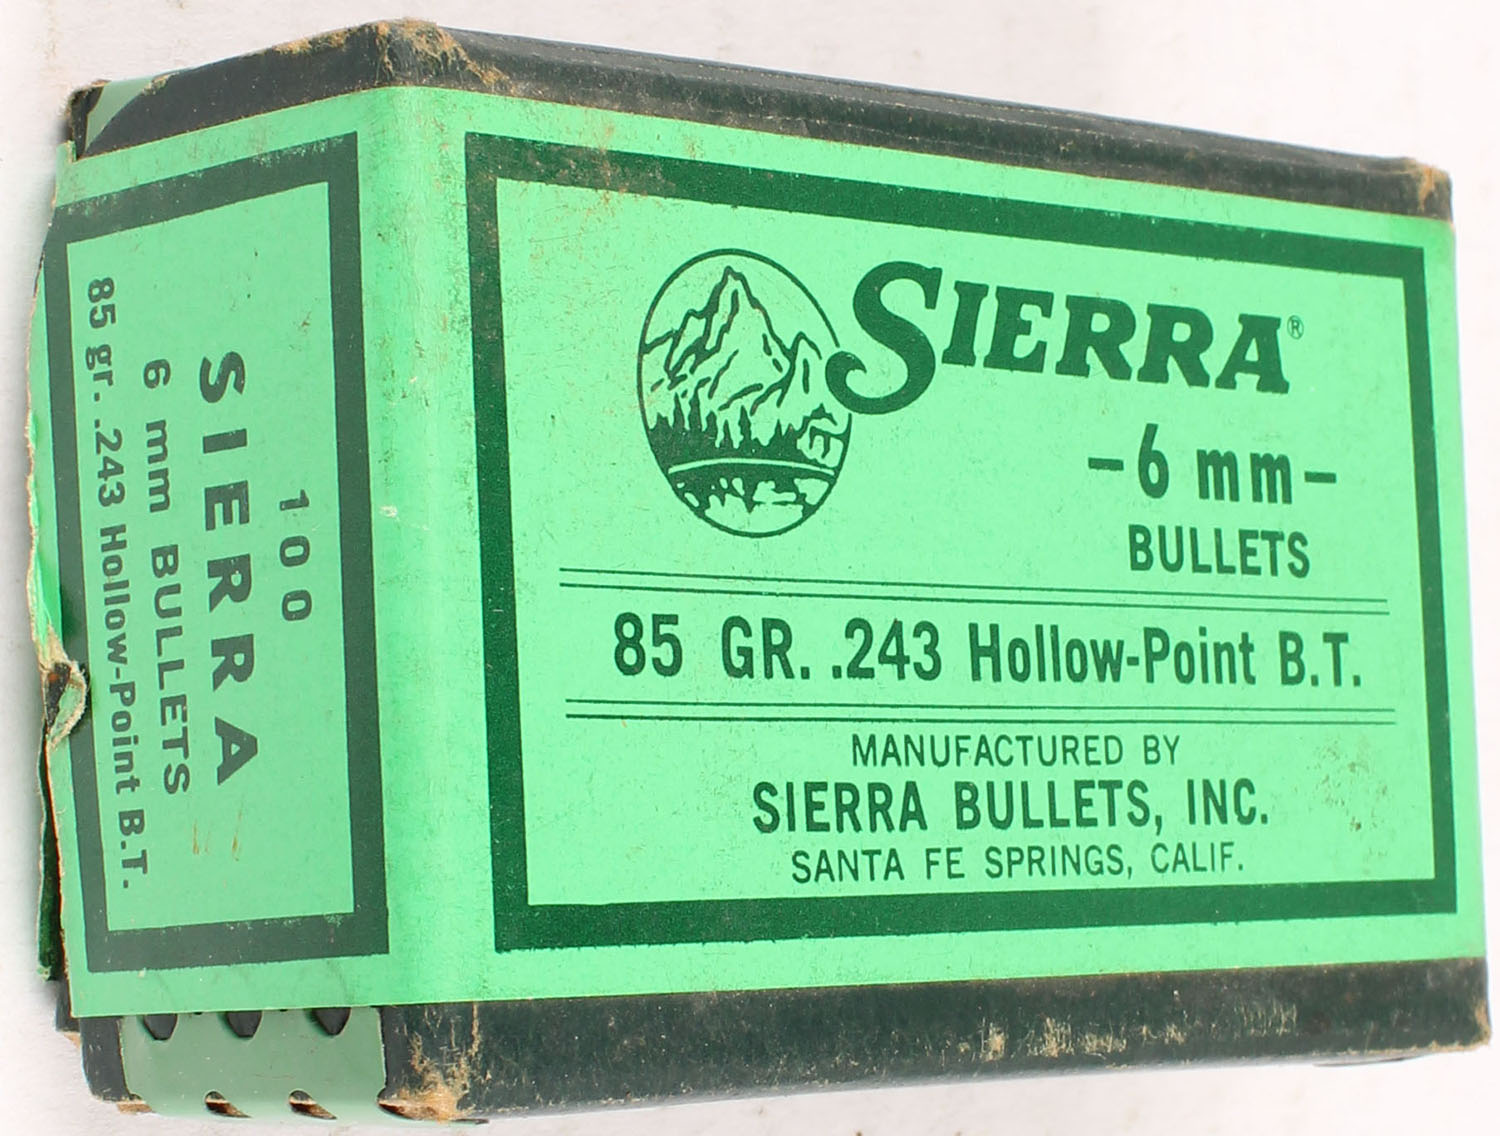 SIERRA®
-6 mm-
BULLETS
85 GR. .243 Hollow-Point B.T.
MANUFACTURED BY
SIERRA BULLETS, INC.
SANTA FE SPRINGS, CALIF.
100
SIERRA
6 mm BULLETS
85 gr. .243 Hollow-Point B.T.